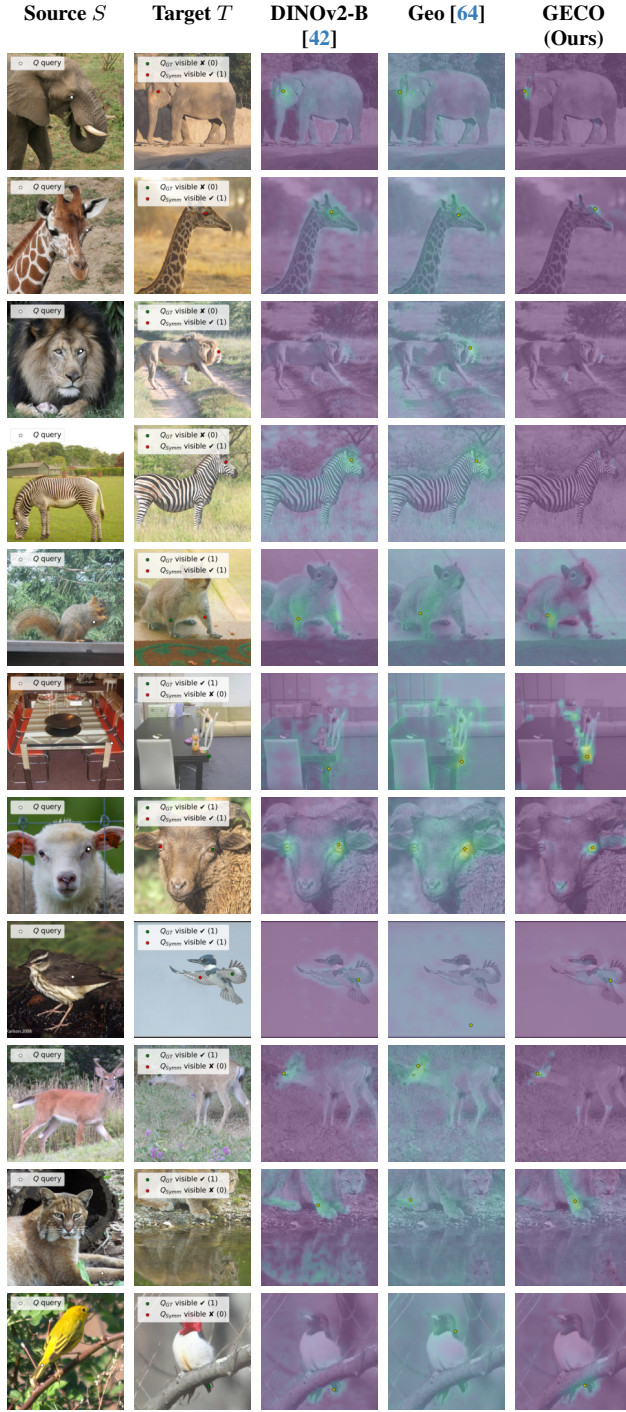 Source S Target T DINOv2-B [42] Geo [64] GECO (Ours)
Q query
Q_GT visible ✘ (0)
Q_Symm visible ✔ (1)
Q query
Q_GT visible ✘ (0)
Q_Symm visible ✔ (1)
Q query
Q_GT visible ✘ (0)
Q_Symm visible ✔ (1)
Q query
Q_GT visible ✘ (0)
Q_Symm visible ✔ (1)
Q query
Q_GT visible ✔ (1)
Q_Symm visible ✔ (1)
Q query
Q_GT visible ✔ (1)
Q_Symm visible ✘ (0)
Q query
Q_GT visible ✔ (1)
Q_Symm visible ✔ (1)
Q query
Q_GT visible ✔ (1)
Q_Symm visible ✔ (1)
Karlson 2008
Q query
Q_GT visible ✔ (1)
Q_Symm visible ✘ (0)
Q query
Q_GT visible ✔ (1)
Q_Symm visible ✘ (0)
Q query
Q_GT visible ✔ (1)
Q_Symm visible ✘ (0)